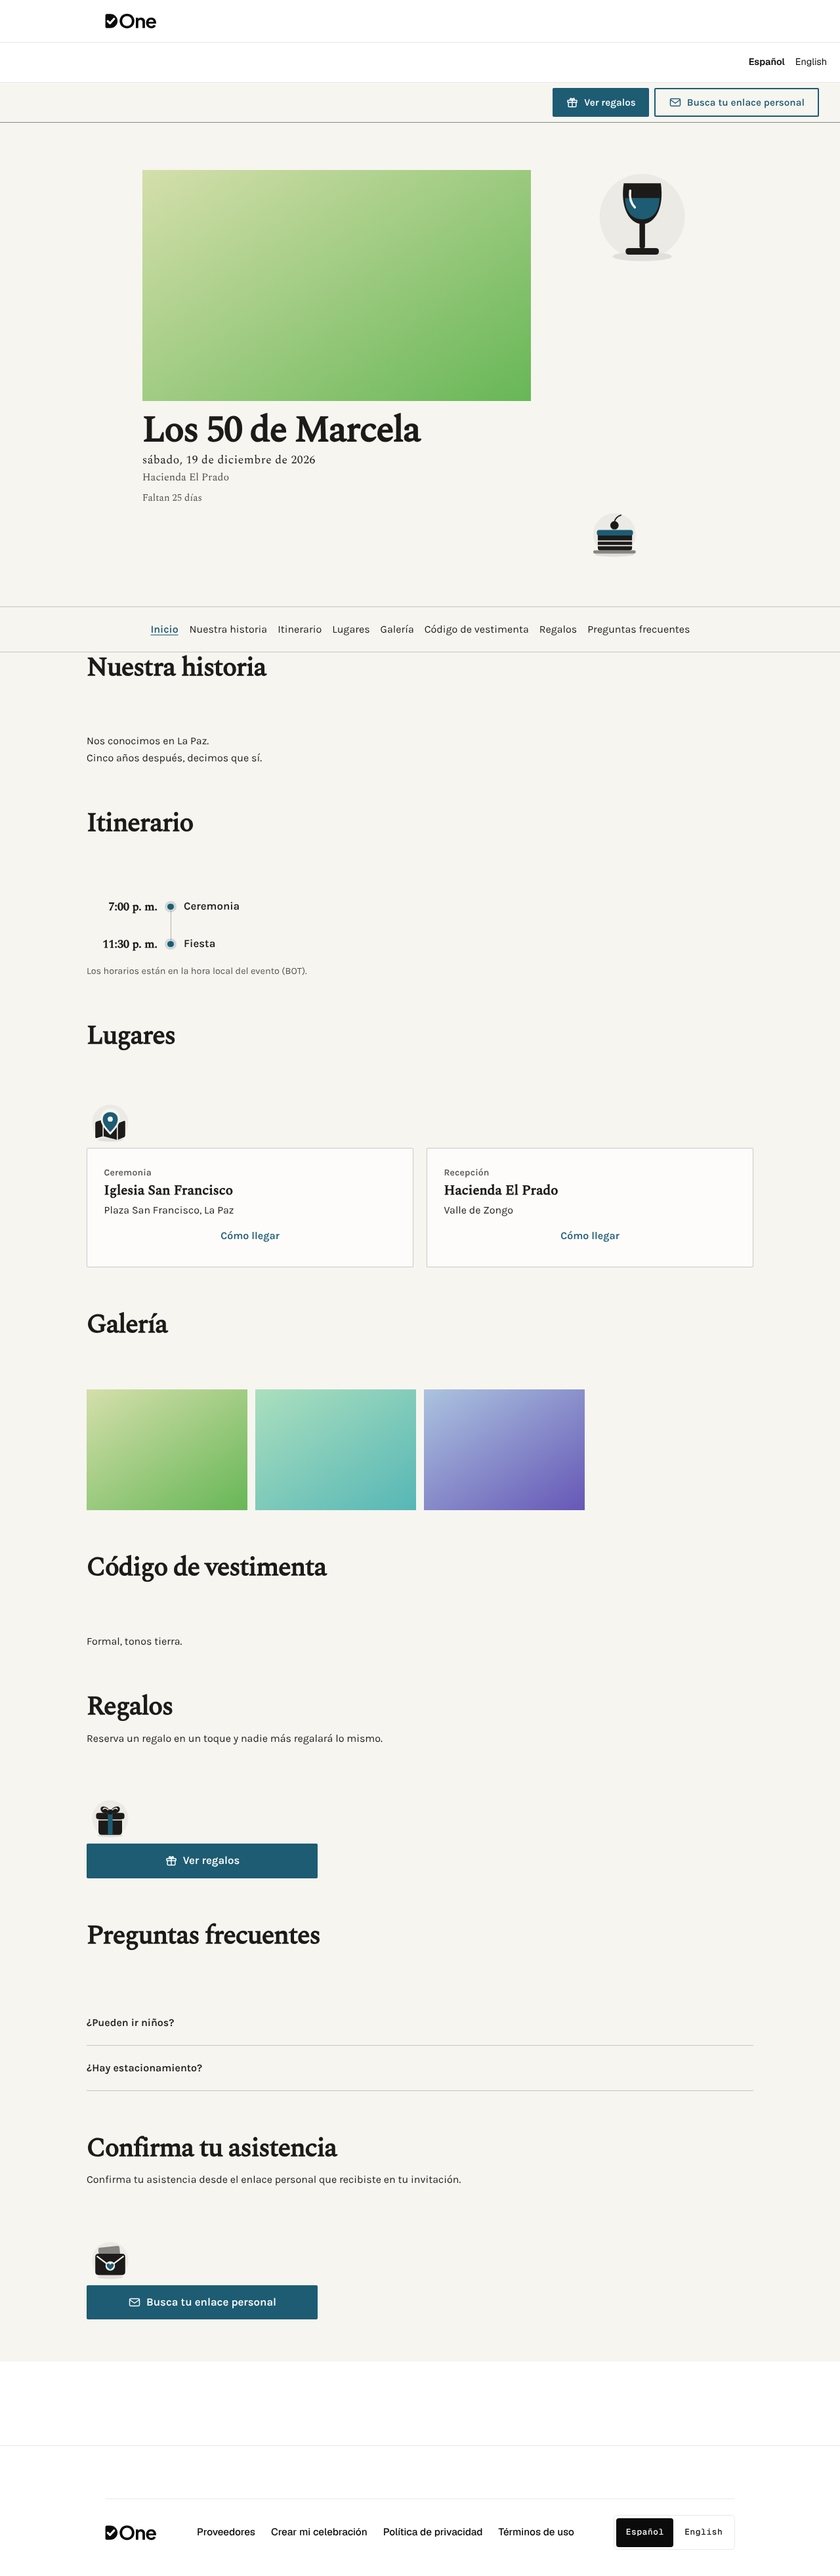 One
Español English
Ver regalos
Busca tu enlace personal
Los 50 de Marcela
sábado, 19 de diciembre de 2026
Hacienda El Prado
Faltan 25 días
Inicio Nuestra historia Itinerario Lugares Galería Código de vestimenta Regalos Preguntas frecuentes
Nuestra historia
Nos conocimos en La Paz.
Cinco años después, decimos que sí.
Itinerario
7:00 p. m. Ceremonia
11:30 p. m. Fiesta
Los horarios están en la hora local del evento (BOT).
Lugares
Ceremonia
Iglesia San Francisco
Plaza San Francisco, La Paz
Cómo llegar
Recepción
Hacienda El Prado
Valle de Zongo
Cómo llegar
Galería
Código de vestimenta
Formal, tonos tierra.
Regalos
Reserva un regalo en un toque y nadie más regalará lo mismo.
Ver regalos
Preguntas frecuentes
¿Pueden ir niños?
¿Hay estacionamiento?
Confirma tu asistencia
Confirma tu asistencia desde el enlace personal que recibiste en tu invitación.
Busca tu enlace personal
One
Proveedores Crear mi celebración Política de privacidad Términos de uso
Español English